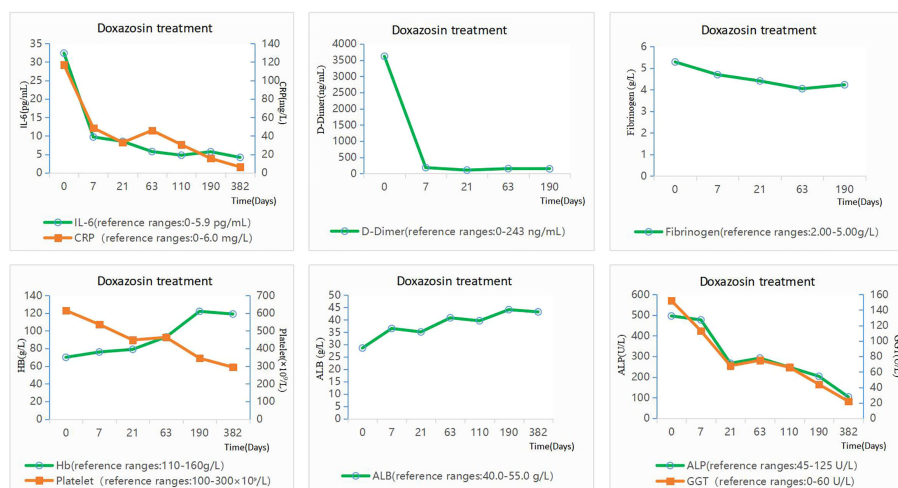 Doxazosin treatment
35
30
25
20
15
10
5
0
IL-6(pg/mL)
140
120
100
80
60
40
20
0
CRP(mg/L)
0 7 21 63 110 190 382
Time(Days)
IL-6(reference ranges:0-5.9 pg/mL)
CRP (reference ranges:0-6.0 mg/L)
Doxazosin treatment
4000
3500
3000
2500
2000
1500
1000
500
0
D-Dimer(ng/mL)
0 7 21 63 190
Time(Days)
D-Dimer(reference ranges:0-243 ng/mL)
Doxazosin treatment
6
5
4
3
2
1
0
Fibrinogen (g/L)
0 7 21 63 190
Time(Days)
Fibrinogen(reference ranges:2.00-5.00g/L)
Doxazosin treatment
140
120
100
80
60
40
20
0
HB(g/L)
700
600
500
400
300
200
100
0
0 7 21 63 190 382
Time(Days)
Hb(reference ranges:110-160g/L)
Platelet (reference ranges:100-300×10⁹/L)
Doxazosin treatment
50
45
40
35
30
25
20
15
10
5
0
ALB (g/L)
0 7 21 63 110 190 382
Time(Days)
ALB(reference ranges:40.0-55.0 g/L)
Doxazosin treatment
600
500
400
300
200
100
0
ALP(U/L)
160
140
120
100
80
60
40
20
0
0 7 21 63 110 190 382
Time(Days)
ALP(reference ranges:45-125 U/L)
GGT(reference ranges:0-60 U/L)